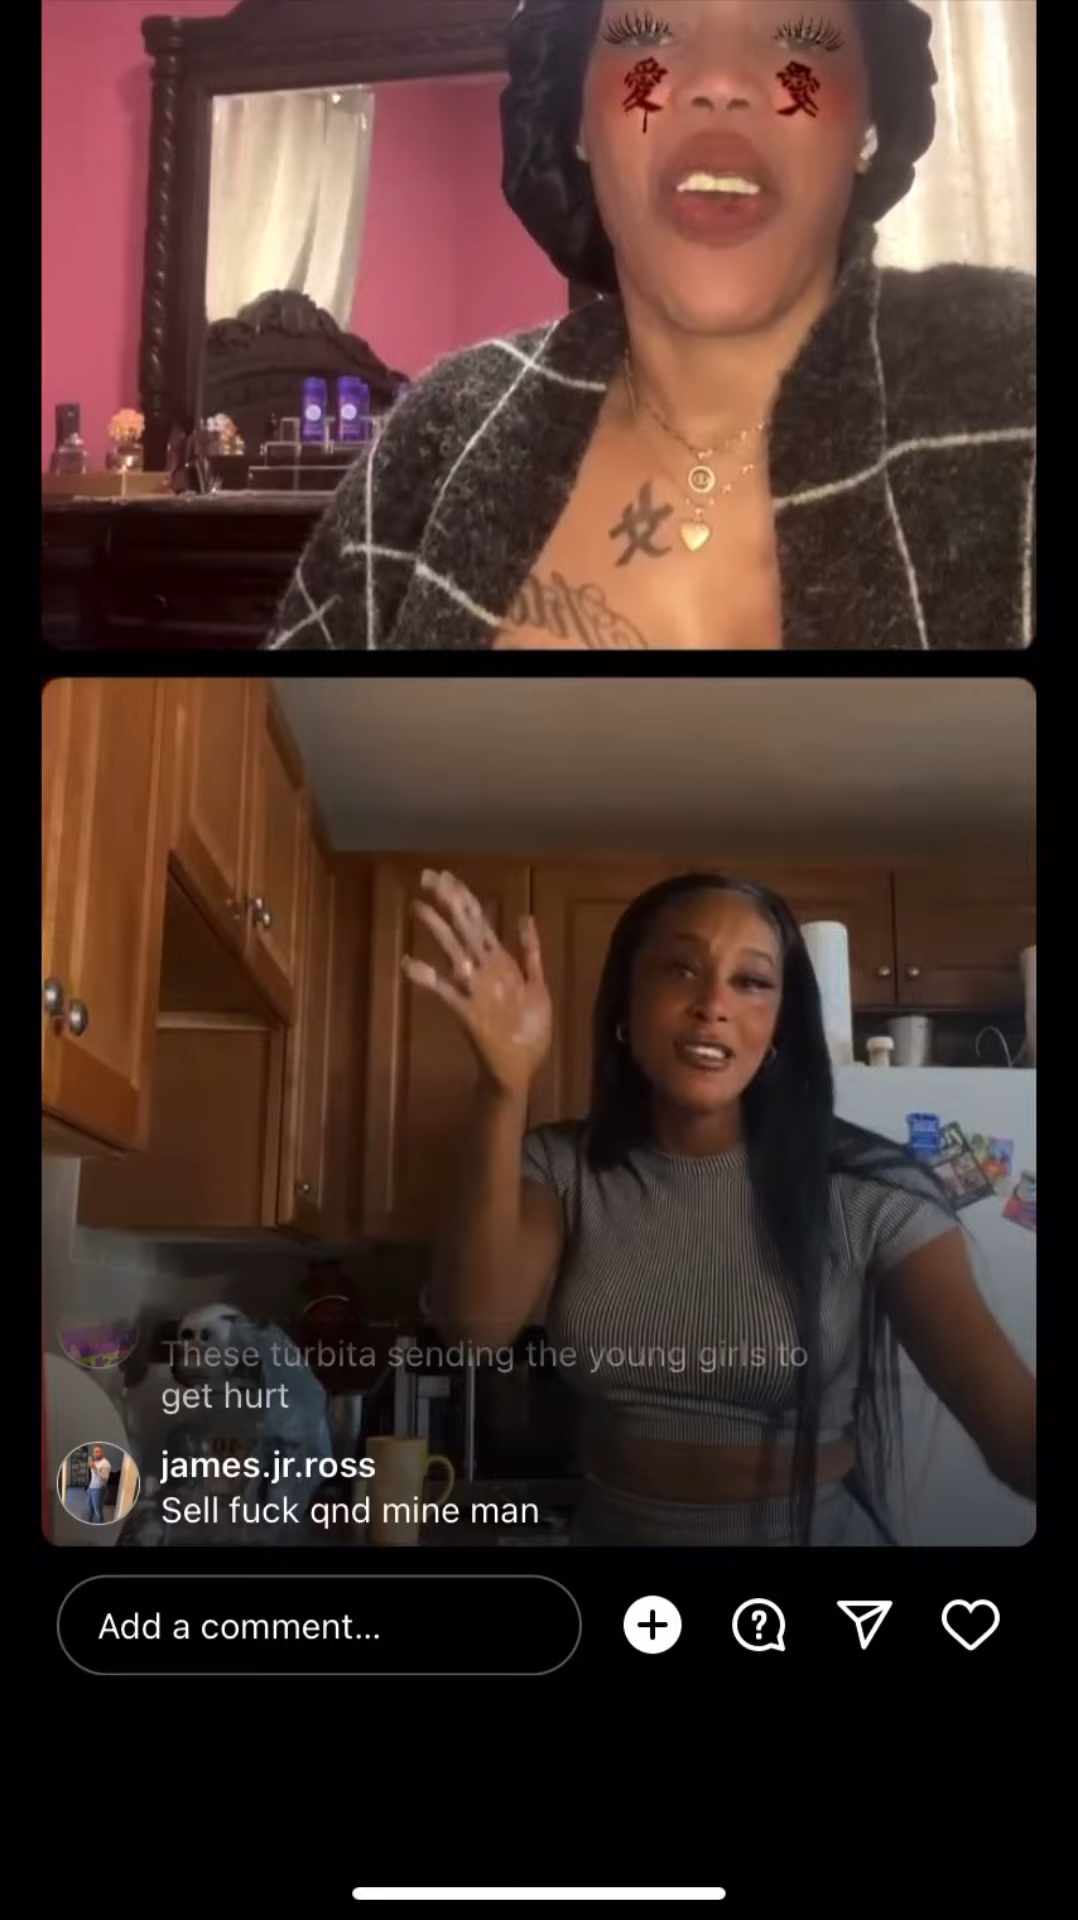 愛 愛
These turbita sending the young girls to
get hurt
james.jr.ross
Sell fuck qnd mine man
Add a comment...